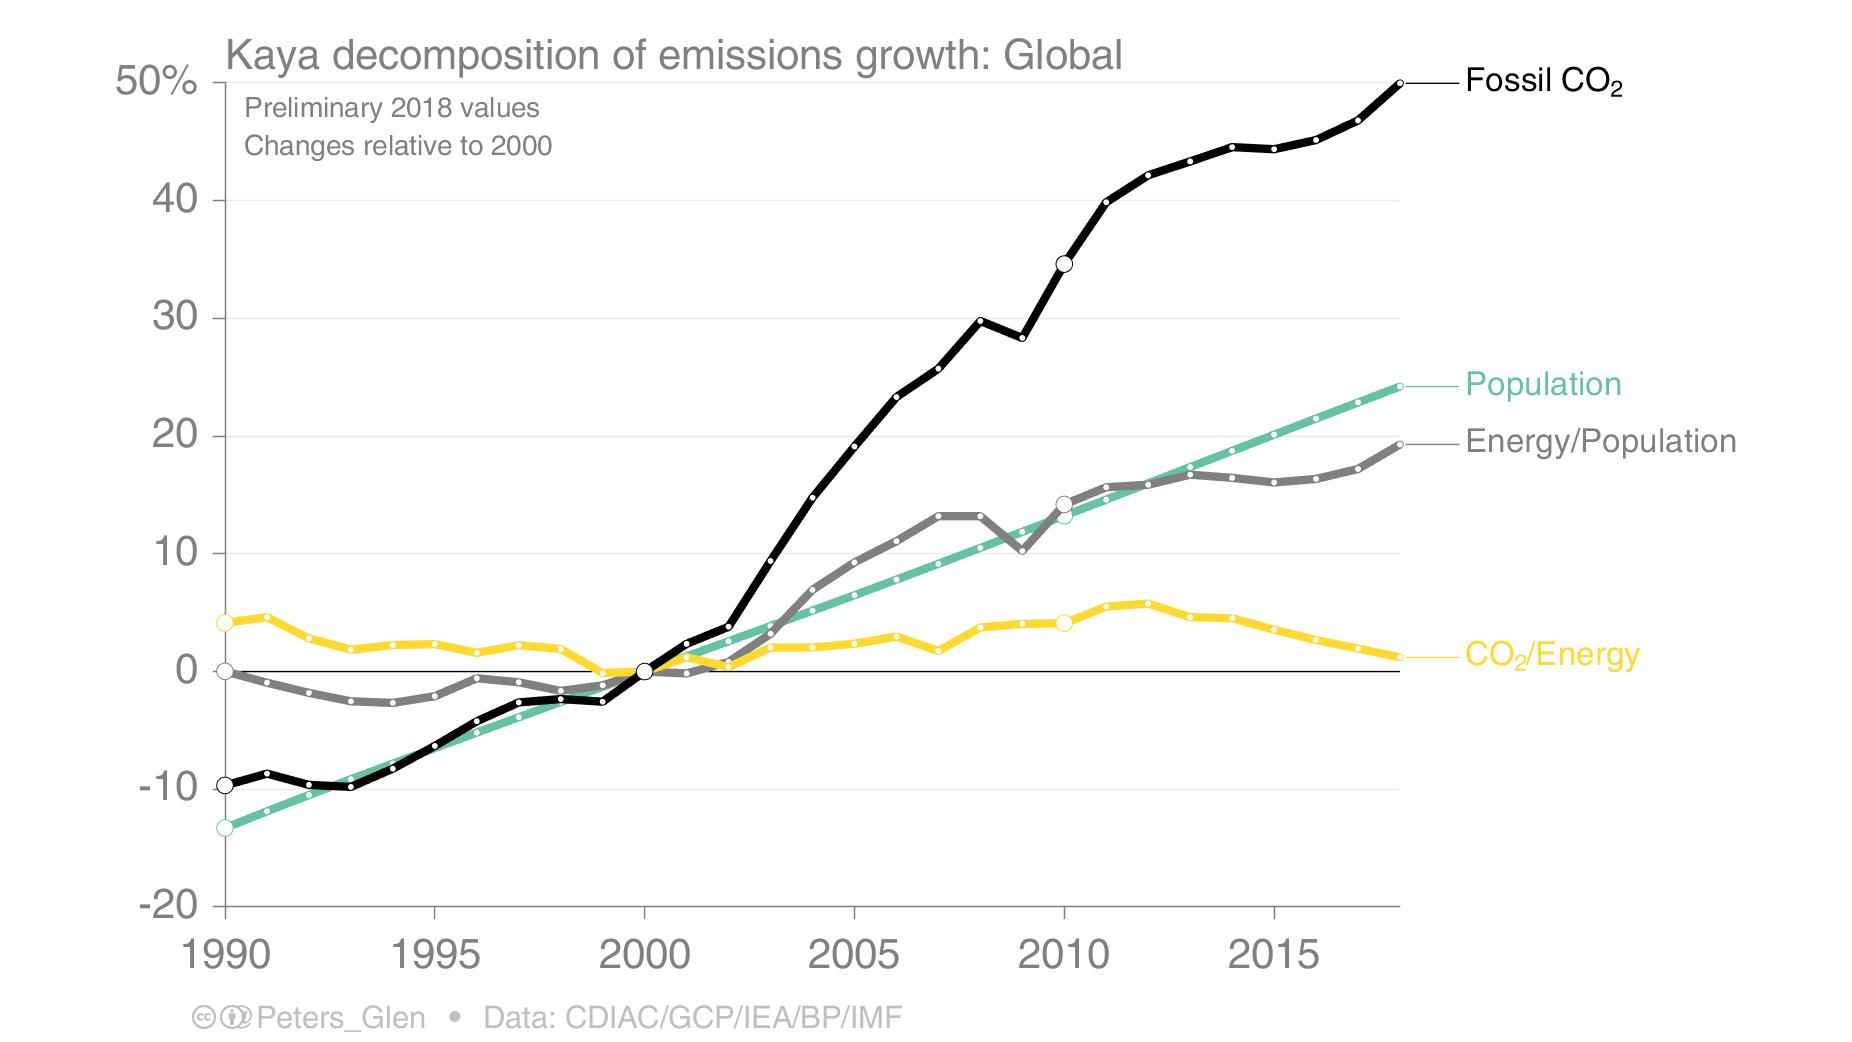 Kaya decomposition of emissions growth: Global
50%
Preliminary 2018 values
Changes relative to 2000
Fossil CO₂
40
30
Population
20
Energy/Population
10
CO₂/Energy
0
-10
-20
1990 1995 2000 2005 2010 2015
Peters_Glen • Data: CDIAC/GCP/IEA/BP/IMF